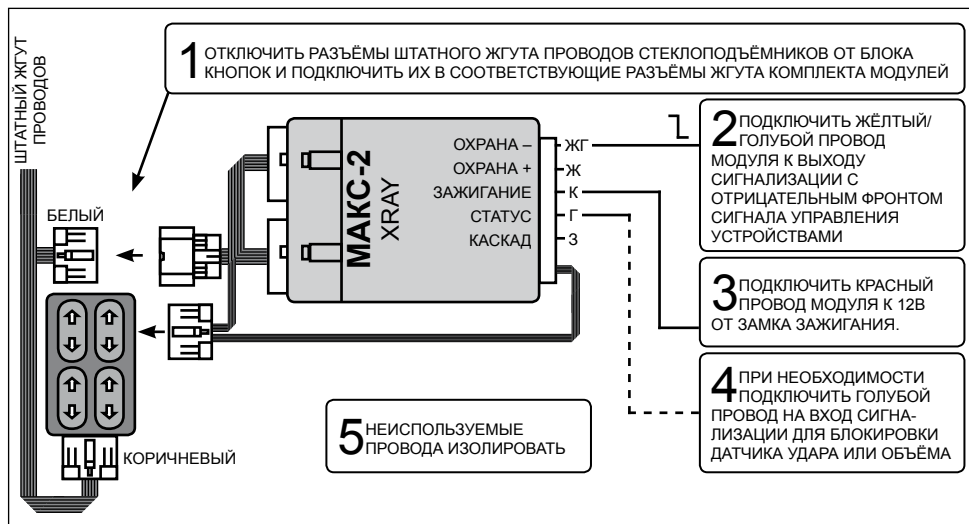 ШТАТНЫЙ ЖГУТ
ПРОВОДОВ
1 ОТКЛЮЧИТЬ РАЗЪЁМЫ ШТАТНОГО ЖГУТА ПРОВОДОВ СТЕКЛОПОДЪЁМНИКОВ ОТ БЛОКА
КНОПОК И ПОДКЛЮЧИТЬ ИХ В СООТВЕТСТВУЮЩИЕ РАЗЪЁМЫ ЖГУТА КОМПЛЕКТА МОДУЛЕЙ
БЕЛЫЙ
МАКС-2
XRAY
ОХРАНА – ЖГ
ОХРАНА + Ж
ЗАЖИГАНИЕ К
СТАТУС Г
КАСКАД З
2 ПОДКЛЮЧИТЬ ЖЁЛТЫЙ/
ГОЛУБОЙ ПРОВОД
МОДУЛЯ К ВЫХОДУ
СИГНАЛИЗАЦИИ С
ОТРИЦАТЕЛЬНЫМ ФРОНТОМ
СИГНАЛА УПРАВЛЕНИЯ
УСТРОЙСТВАМИ
3 ПОДКЛЮЧИТЬ КРАСНЫЙ
ПРОВОД МОДУЛЯ К 12В
ОТ ЗАМКА ЗАЖИГАНИЯ.
4 ПРИ НЕОБХОДИМОСТИ
ПОДКЛЮЧИТЬ ГОЛУБОЙ
ПРОВОД НА ВХОД СИГНА-
ЛИЗАЦИИ ДЛЯ БЛОКИРОВКИ
ДАТЧИКА УДАРА ИЛИ ОБЪЁМА
5 НЕИСПОЛЬЗУЕМЫЕ
ПРОВОДА ИЗОЛИРОВАТЬ
КОРИЧНЕВЫЙ